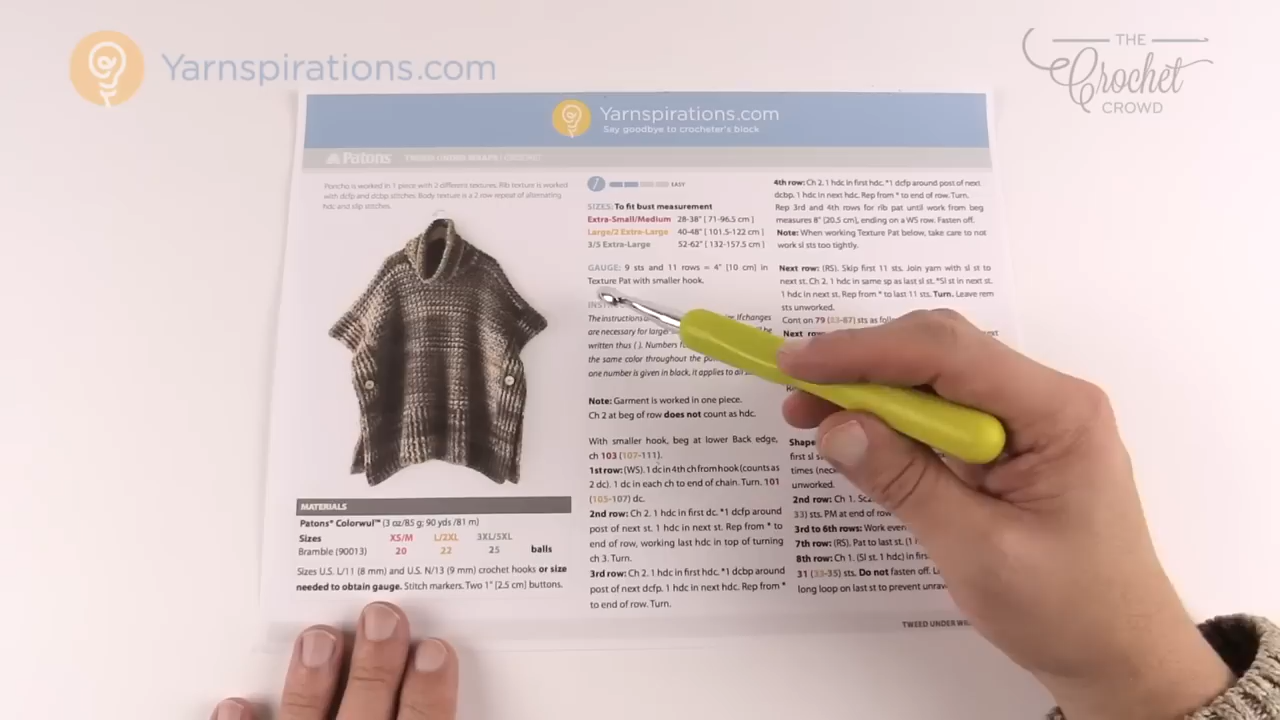 Yarnspirations.com
THE
Crochet
CROWD
Yarnspirations.com
Say goodbye to crocheter's block
Patons TWEED UNDER WRAPS | CROCHET
Poncho is worked in 1 piece with 2 different textures. Rib texture is worked
with dcfp and dcbp stitches. Body texture is a 2 row repeat of alternating
hdc and slip stitches.
MATERIALS
Patons® Colorwul™ (3 oz/85 g; 90 yds/81 m)
Sizes XS/M L/2XL 3XL/5XL
Bramble (90013) 20 22 25 balls
Sizes U.S. L/11 (8 mm) and U.S. N/13 (9 mm) crochet hooks or size
needed to obtain gauge. Stitch markers. Two 1" [2.5 cm] buttons.
EASY
SIZES: To fit bust measurement
Extra-Small/Medium 28-38" [71-96.5 cm]
Large/2 Extra-Large 40-48" [101.5-122 cm]
3/5 Extra-Large 52-62" [132-157.5 cm]
GAUGE: 9 sts and 11 rows = 4" [10 cm] in
Texture Pat with smaller hook.
INST
The instructions If changes
are necessary for larger be
written thus ( ). Numbers
the same color throughout the
one number is given in black, it applies to all
Note: Garment is worked in one piece.
Ch 2 at beg of row does not count as hdc.
With smaller hook, beg at lower Back edge,
ch 103 (107-111).
1st row: (WS). 1 dc in 4th ch from hook (counts as
2 dc). 1 dc in each ch to end of chain. Turn. 101
(105-107) dc.
2nd row: Ch 2. 1 hdc in first dc. *1 dcfp around
post of next st. 1 hdc in next st. Rep from * to
end of row, working last hdc in top of turning
ch 3. Turn.
3rd row: Ch 2. 1 hdc in first hdc. *1 dcbp around
post of next dcfp. 1 hdc in next hdc. Rep from *
to end of row. Turn.
4th row: Ch 2. 1 hdc in first hdc. *1 dcfp around post of next
dcbp. 1 hdc in next hdc. Rep from * to end of row. Turn.
Rep 3rd and 4th rows for rib pat until work from beg
measures 8" [20.5 cm], ending on a WS row. Fasten off.
Note: When working Texture Pat below, take care to not
work sl sts too tightly.
Next row: (RS). Skip first 11 sts. Join yarn with sl st to
next st. Ch 2. 1 hdc in same sp as last sl st. *Sl st in next st.
1 hdc in next st. Rep from * to last 11 sts. Turn. Leave rem
sts unworked.
Cont on 79 (83-87) sts as
Next row
Shape
first sl s
times (nec
unworked.
2nd row: Ch 1.
33) sts. PM at end of row
3rd to 6th rows: Work even
7th row: (RS). Pat to last
8th row: Ch 1. (Sl st. 1 hdc) in
31 (33-35) sts. Do not fasten off.
long loop on last st to prevent
TWEED UNDER